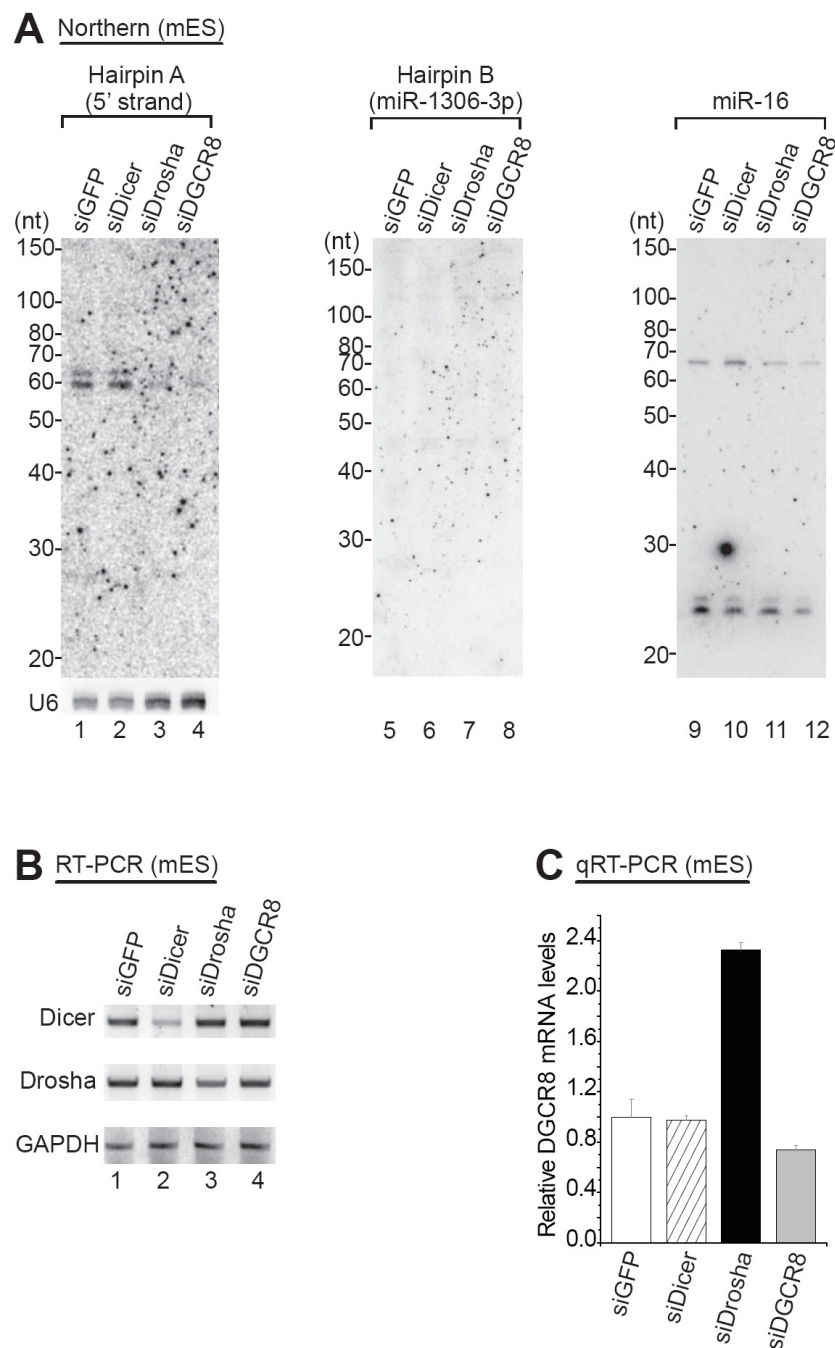 A Northern (mES)
Hairpin A
(5' strand)
Hairpin B
(miR-1306-3p)
miR-16
siGFP siDicer siDrosha siDGCR8
siGFP siDicer siDrosha siDGCR8
siGFP siDicer siDrosha siDGCR8
(nt)
150
100
80
70
60
50
40
30
20
U6
1 2 3 4
(nt)
150
100
80
70
60
50
40
30
20
5 6 7 8
150
100
80
70
60
50
40
30
20
9 10 11 12
B RT-PCR (mES)
siGFP siDicer siDrosha siDGCR8
Dicer
Drosha
GAPDH
1 2 3 4
C qRT-PCR (mES)
Relative DGCR8 mRNA levels
2.4
2.0
1.6
1.2
0.8
0.4
0.0
siGFP siDicer siDrosha siDGCR8